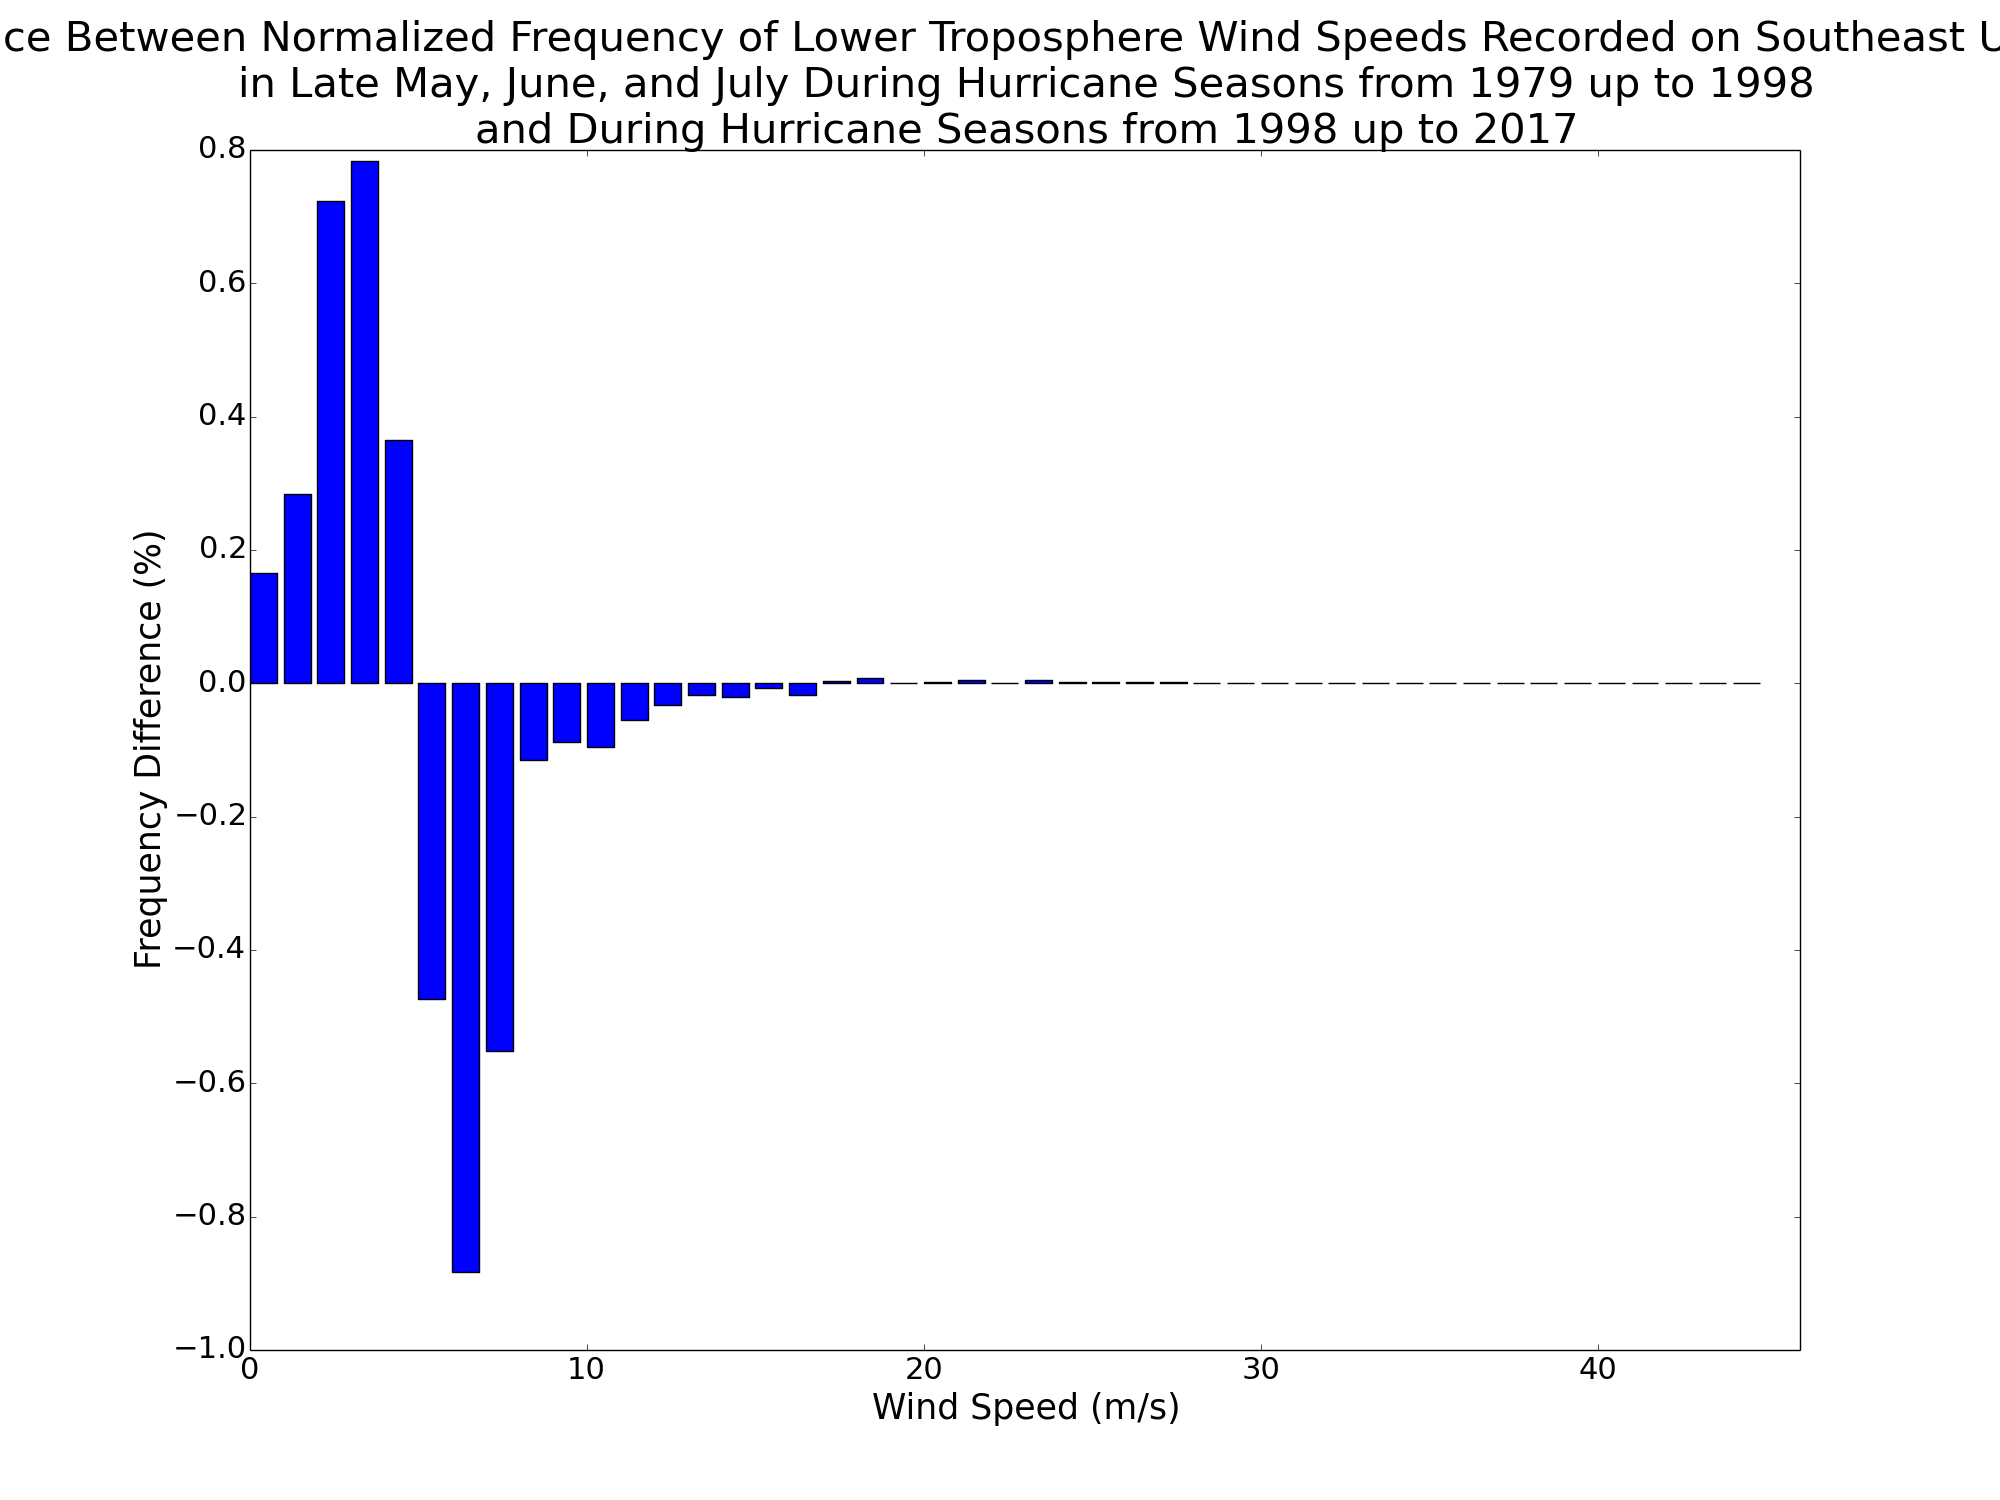 ce Between Normalized Frequency of Lower Troposphere Wind Speeds Recorded on Southeast U
in Late May, June, and July During Hurricane Seasons from 1979 up to 1998
and During Hurricane Seasons from 1998 up to 2017
0.8
0.6
0.4
0.2
0.0
−0.2
−0.4
−0.6
−0.8
−1.0
Frequency Difference (%)
0 10 20 30 40
Wind Speed (m/s)